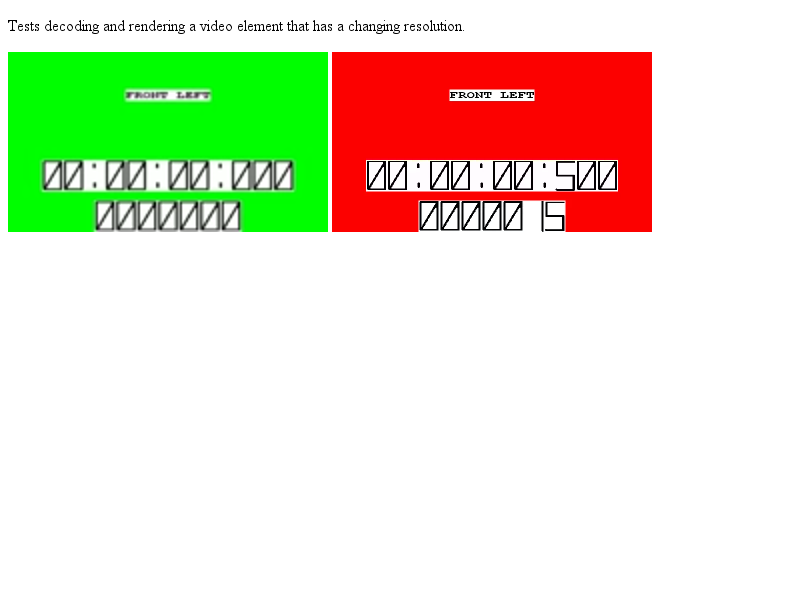 Tests decoding and rendering a video element that has a changing resolution.
FRONT LEFT
00:00:00:000
0000000
FRONT LEFT
00:00:00:500
0000015